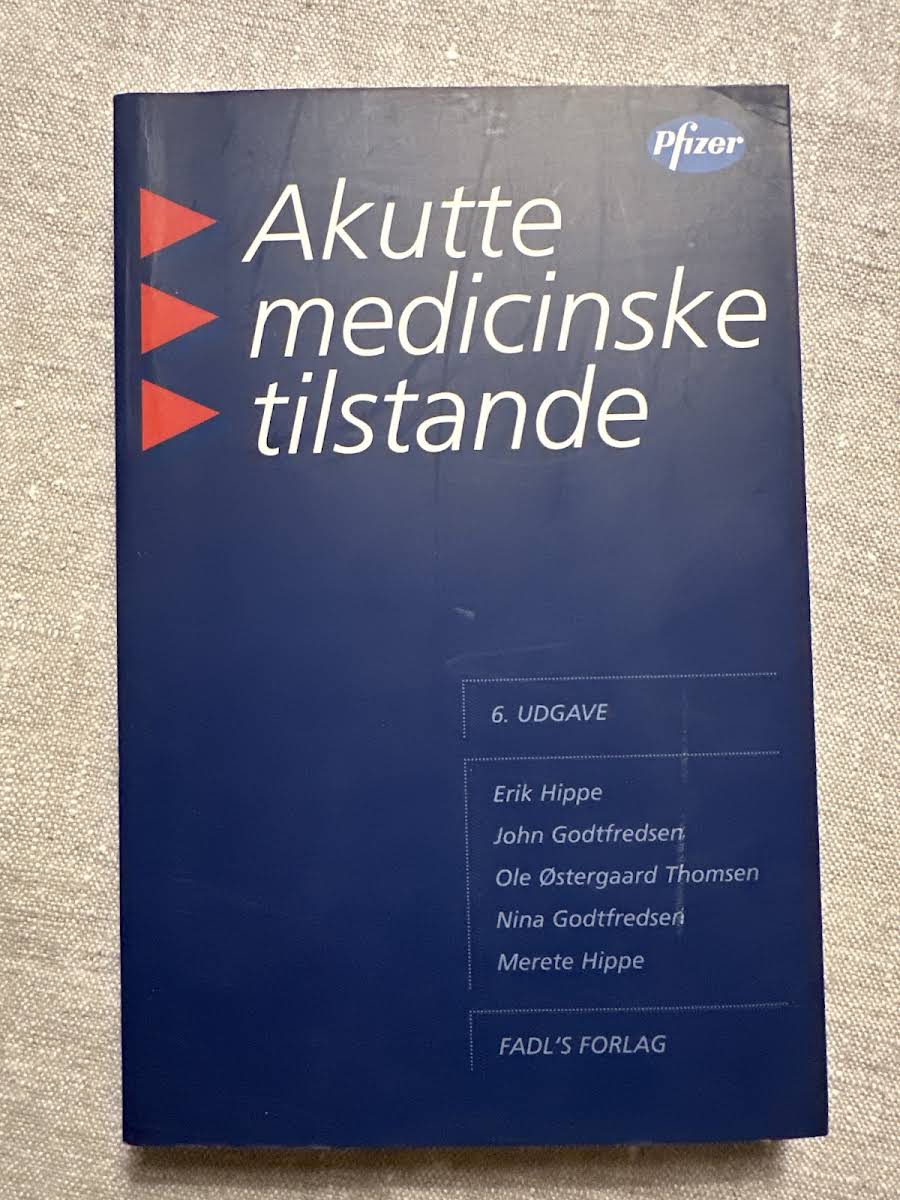 Pfizer
Akutte
medicinske
tilstande
6. UDGAVE
Erik Hippe
John Godtfredsen
Ole Østergaard Thomsen
Nina Godtfredsen
Merete Hippe
FADL'S FORLAG